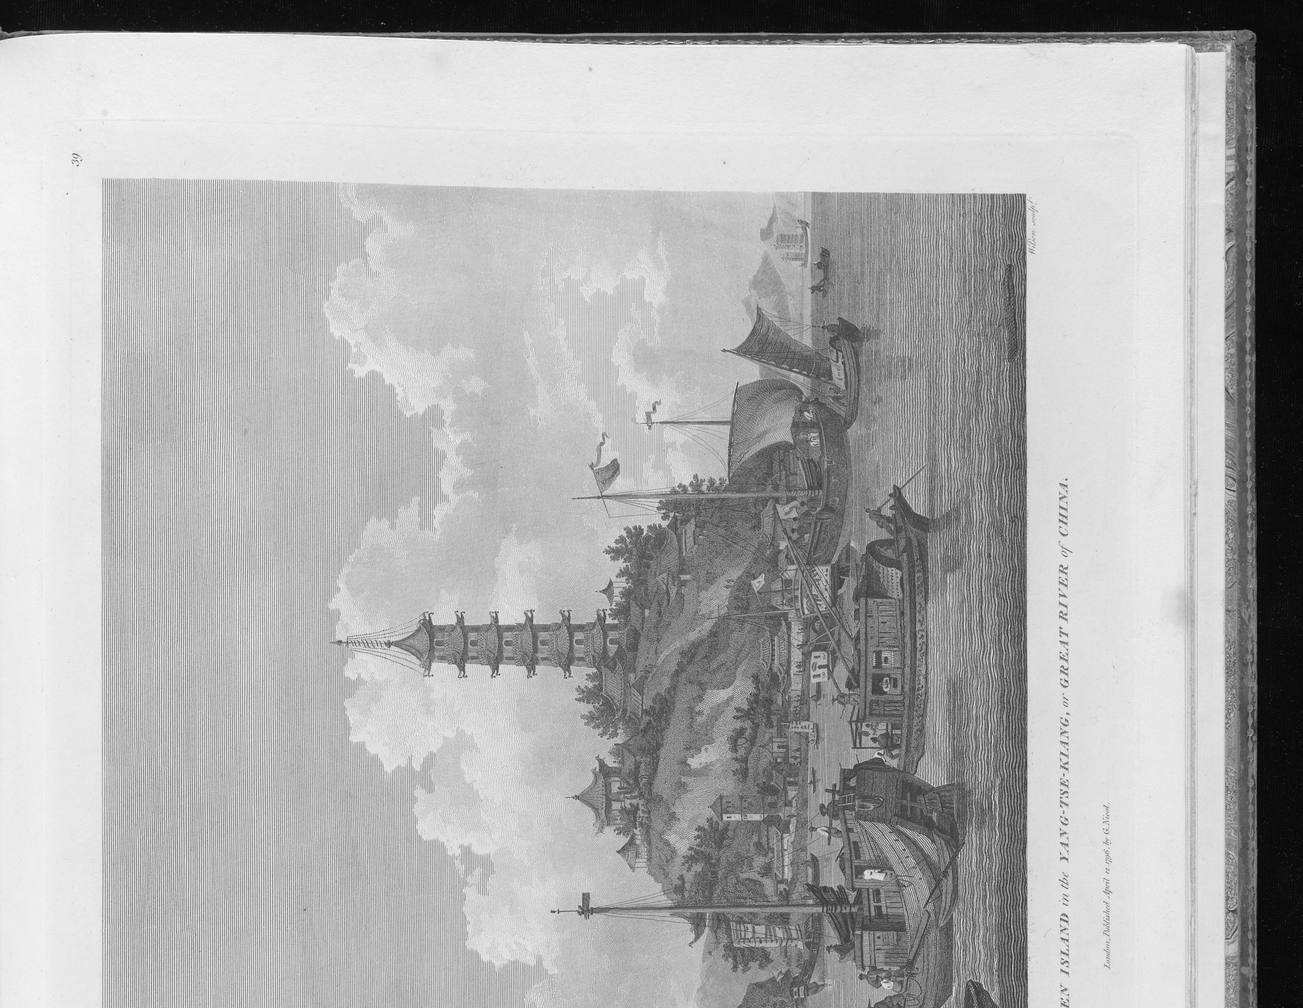 39
Wilson sculpt.
EN ISLAND in the YANG-TSE-KIANG, or GREAT RIVER of CHINA.
London, Published April 12, 1796, by G. Nicol.